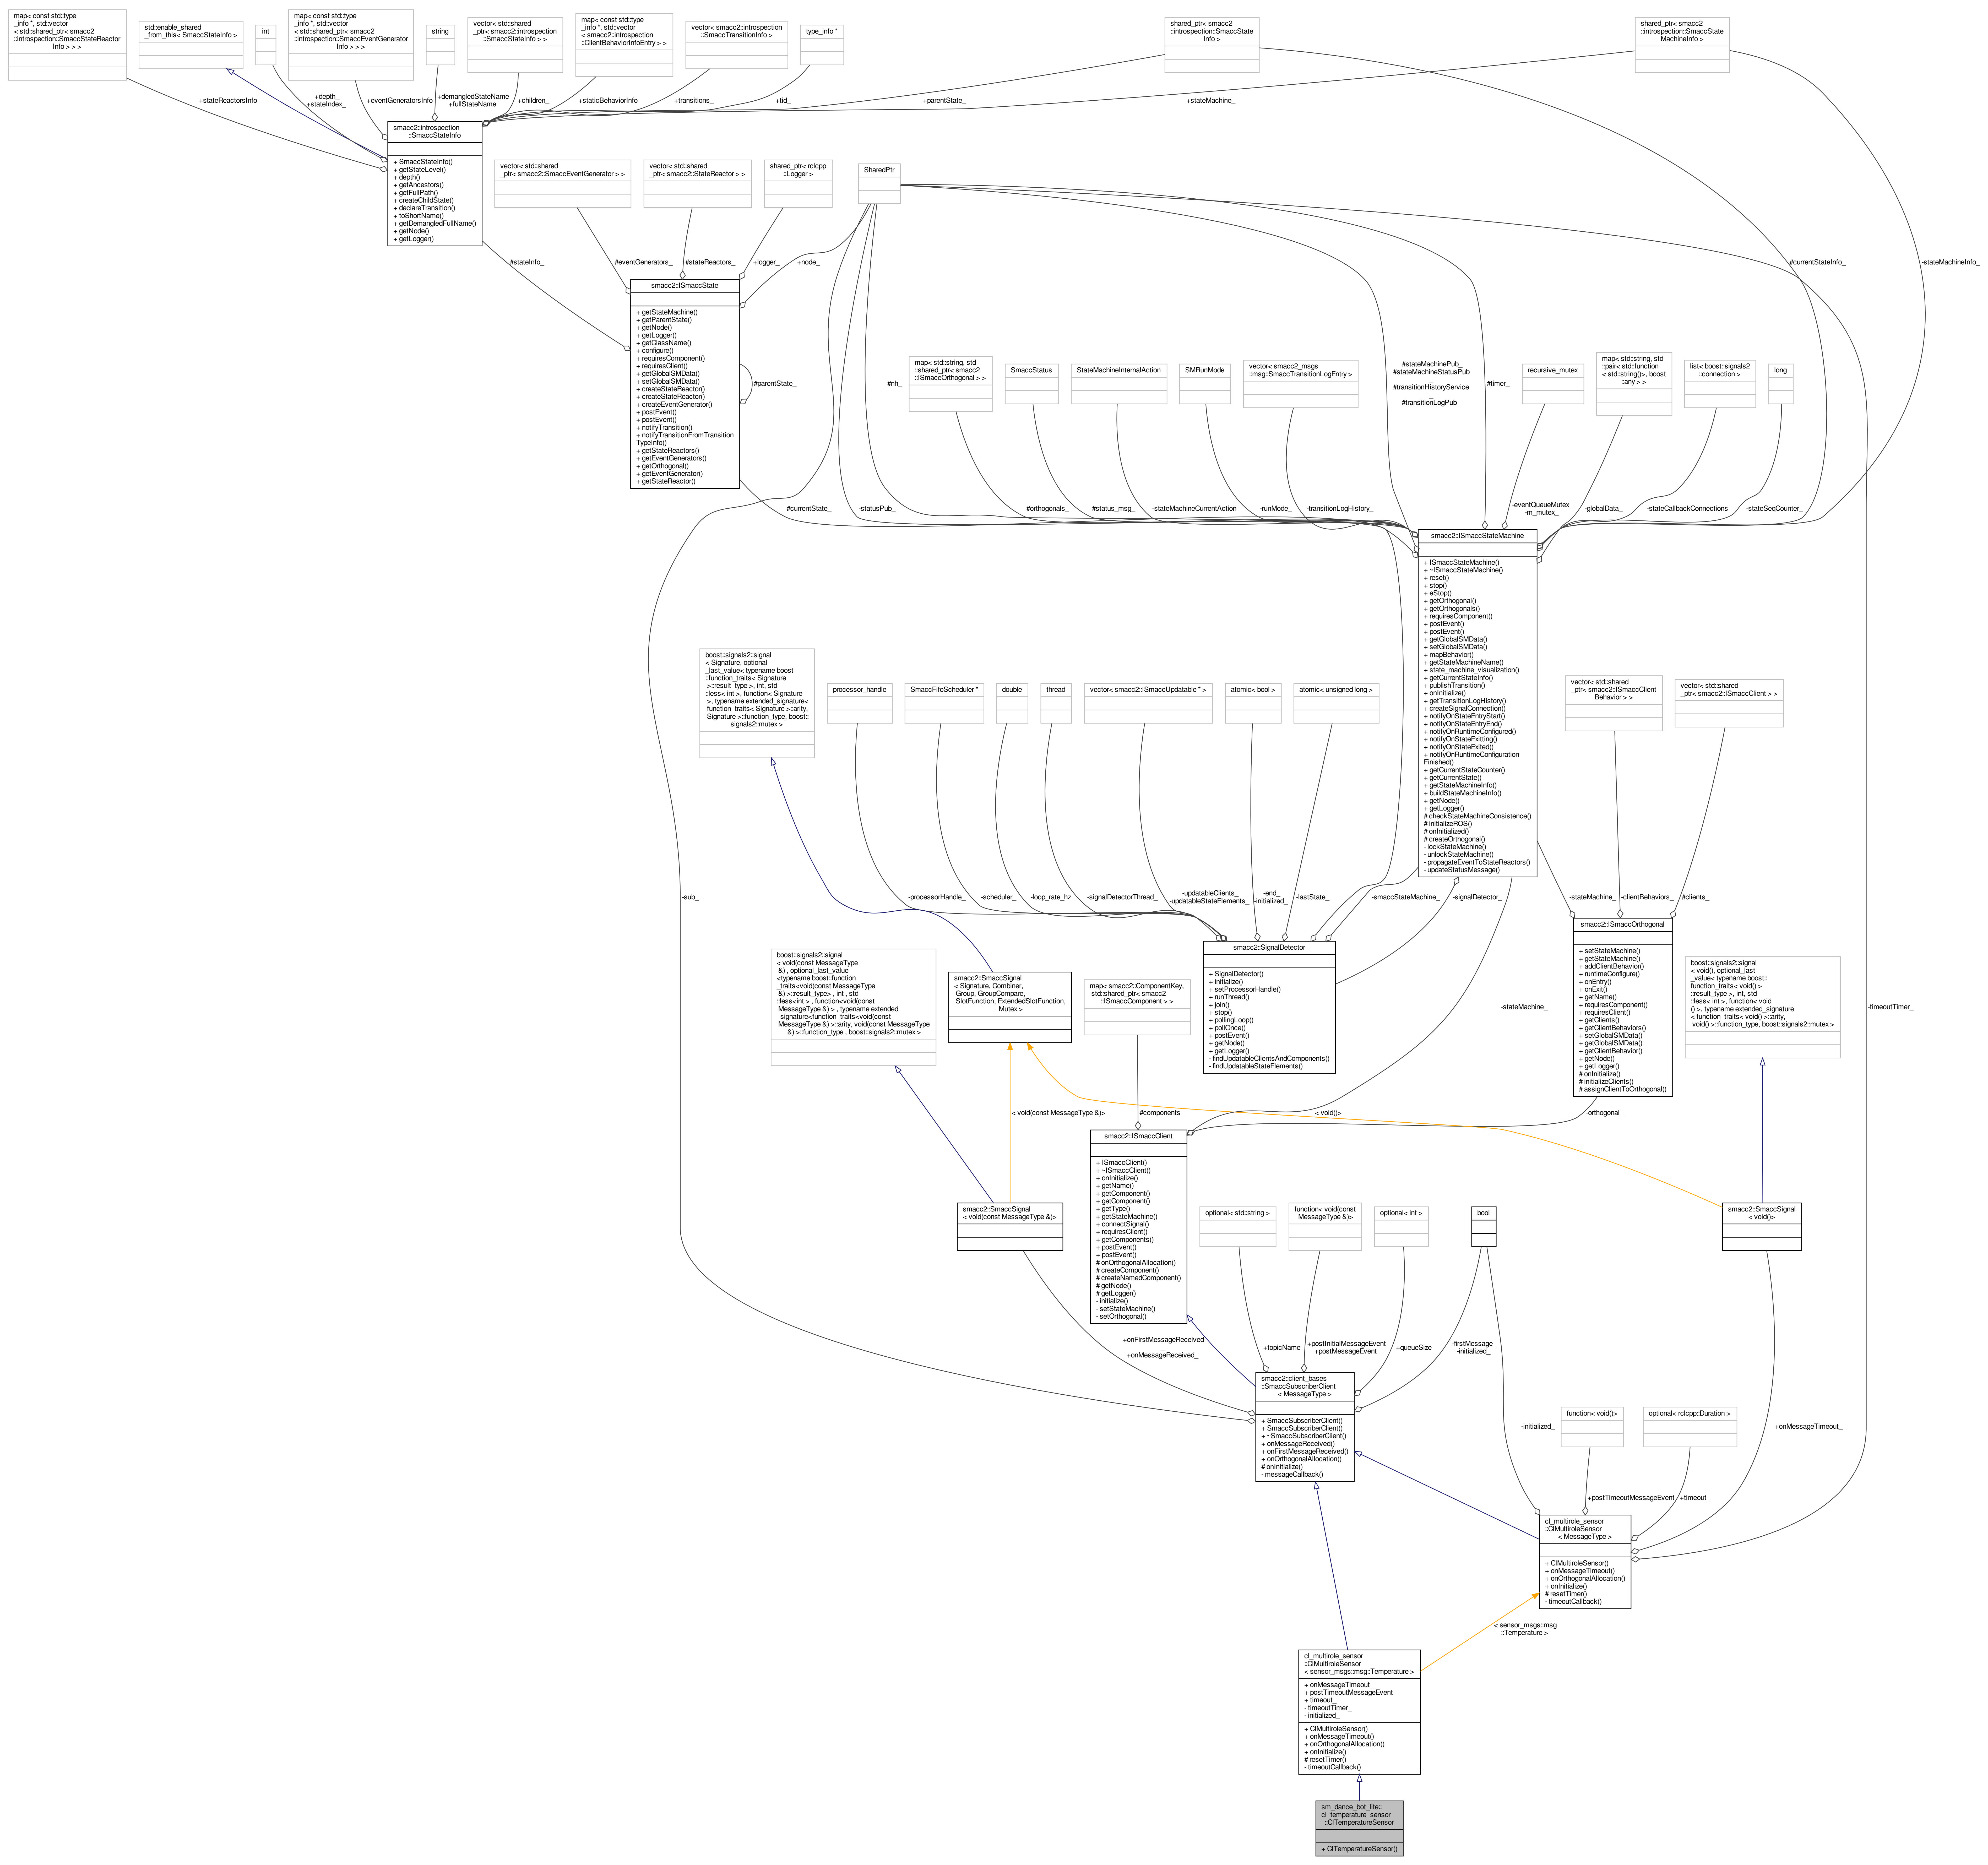 map< const std::type
_info *, std::vector
< std::shared_ptr< smacc2
::introspection::SmaccStateReactor
Info > > >
std::enable_shared
_from_this< SmaccStateInfo >
int
map< const std::type
_info *, std::vector
< std::shared_ptr< smacc2
::introspection::SmaccEventGenerator
Info > > >
string
vector< std::shared
_ptr< smacc2::introspection
::SmaccStateInfo > >
map< const std::type
_info *, std::vector
< smacc2::introspection
::ClientBehaviorInfoEntry > >
vector< smacc2::introspection
::SmaccTransitionInfo >
type_info *
shared_ptr< smacc2
::introspection::SmaccState
Info >
shared_ptr< smacc2
::introspection::SmaccState
MachineInfo >
+stateReactorsInfo
+depth_
+stateIndex_
+eventGeneratorsInfo
+demangledStateName
+fullStateName
+children_
+staticBehaviorInfo
+transitions_
+tid_
+parentState_
+stateMachine_
smacc2::introspection
::SmaccStateInfo
+ SmaccStateInfo()
+ getStateLevel()
+ depth()
+ getAncestors()
+ getFullPath()
+ createChildState()
+ declareTransition()
+ toShortName()
+ getDemangledFullName()
+ getNode()
+ getLogger()
vector< std::shared
_ptr< smacc2::SmaccEventGenerator > >
vector< std::shared
_ptr< smacc2::StateReactor > >
shared_ptr< rclcpp
::Logger >
SharedPtr
#stateInfo_
#eventGenerators_
#stateReactors_
+logger_
+node_
#currentStateInfo_
-stateMachineInfo_
smacc2::ISmaccState
+ getStateMachine()
+ getParentState()
+ getNode()
+ getLogger()
+ getClassName()
+ configure()
+ requiresComponent()
+ requiresClient()
+ getGlobalSMData()
+ setGlobalSMData()
+ createStateReactor()
+ createStateReactor()
+ createEventGenerator()
+ postEvent()
+ postEvent()
+ notifyTransition()
+ notifyTransitionFromTransition
TypeInfo()
+ getStateReactors()
+ getEventGenerators()
+ getOrthogonal()
+ getEventGenerator()
+ getStateReactor()
#parentState_
#nh_
map< std::string, std
::shared_ptr< smacc2
::ISmaccOrthogonal > >
SmaccStatus
StateMachineInternalAction
SMRunMode
vector< smacc2_msgs
::msg::SmaccTransitionLogEntry >
#stateMachinePub_
#stateMachineStatusPub
_
#transitionHistoryService
_
#transitionLogPub_
#timer_
recursive_mutex
map< std::string, std
::pair< std::function
< std::string()>, boost
::any > >
list< boost::signals2
::connection >
long
#currentState_
-statusPub_
#orthogonals_
#status_msg_
-stateMachineCurrentAction
-runMode_
-transitionLogHistory_
-eventQueueMutex_
-m_mutex_
-globalData_
-stateCallbackConnections
-stateSeqCounter_
smacc2::ISmaccStateMachine
+ ISmaccStateMachine()
+ ~ISmaccStateMachine()
+ reset()
+ stop()
+ eStop()
+ getOrthogonal()
+ getOrthogonals()
+ requiresComponent()
+ postEvent()
+ postEvent()
+ getGlobalSMData()
+ setGlobalSMData()
+ mapBehavior()
+ getStateMachineName()
+ state_machine_visualization()
+ getCurrentStateInfo()
+ publishTransition()
+ onInitialize()
+ getTransitionLogHistory()
+ createSignalConnection()
+ notifyOnStateEntryStart()
+ notifyOnStateEntryEnd()
+ notifyOnRuntimeConfigured()
+ notifyOnStateExitting()
+ notifyOnStateExited()
+ notifyOnRuntimeConfiguration
Finished()
+ getCurrentStateCounter()
+ getCurrentState()
+ getStateMachineInfo()
+ buildStateMachineInfo()
+ getNode()
+ getLogger()
# checkStateMachineConsistence()
# initializeROS()
# onInitialized()
# createOrthogonal()
- lockStateMachine()
- unlockStateMachine()
- propagateEventToStateReactors()
- updateStatusMessage()
boost::signals2::signal
< Signature, optional
_last_value< typename boost
::function_traits< Signature
>::result_type >, int, std
::less< int >, function< Signature
>, typename extended_signature<
function_traits< Signature >::arity,
Signature >::function_type, boost::
signals2::mutex >
processor_handle
SmaccFifoScheduler *
double
thread
vector< smacc2::ISmaccUpdatable * >
atomic< bool >
atomic< unsigned long >
vector< std::shared
_ptr< smacc2::ISmaccClient
Behavior > >
vector< std::shared
_ptr< smacc2::ISmaccClient > >
-sub_
-processorHandle_
-scheduler_
-loop_rate_hz
-signalDetectorThread_
-updatableClients_
-updatableStateElements_
-end_
-initialized_
-lastState_
-smaccStateMachine_
-signalDetector_
-stateMachine_
-clientBehaviors_
#clients_
smacc2::SignalDetector
+ SignalDetector()
+ initialize()
+ setProcessorHandle()
+ runThread()
+ join()
+ stop()
+ pollingLoop()
+ pollOnce()
+ postEvent()
+ getNode()
+ getLogger()
- findUpdatableClientsAndComponents()
- findUpdatableStateElements()
smacc2::ISmaccOrthogonal
+ setStateMachine()
+ getStateMachine()
+ addClientBehavior()
+ runtimeConfigure()
+ onEntry()
+ onExit()
+ getName()
+ requiresComponent()
+ requiresClient()
+ getClients()
+ getClientBehaviors()
+ setGlobalSMData()
+ getGlobalSMData()
+ getClientBehavior()
+ getNode()
+ getLogger()
# onInitialize()
# initializeClients()
# assignClientToOrthogonal()
boost::signals2::signal
< void(const MessageType
&) , optional_last_value
<typename boost::function
_traits<void(const MessageType
&) >::result_type> , int , std
::less<int > , function<void(const
MessageType &) > , typename extended
_signature<function_traits<void(const
MessageType &) >::arity, void(const MessageType
&) >::function_type , boost::signals2::mutex >
smacc2::SmaccSignal
< Signature, Combiner,
Group, GroupCompare,
SlotFunction, ExtendedSlotFunction,
Mutex >
map< smacc2::ComponentKey,
std::shared_ptr< smacc2
::ISmaccComponent > >
boost::signals2::signal
< void(), optional_last
_value< typename boost::
function_traits< void() >
::result_type >, int, std
::less< int >, function< void
() >, typename extended_signature
< function_traits< void() >::arity,
void() >::function_type, boost::signals2::mutex >
-stateMachine_
-timeoutTimer_
< void(const MessageType &)>
#components_
< void()>
-orthogonal_
smacc2::ISmaccClient
+ ISmaccClient()
+ ~ISmaccClient()
+ onInitialize()
+ getName()
+ getComponent()
+ getComponent()
+ getType()
+ getStateMachine()
+ connectSignal()
+ requiresClient()
+ getComponents()
+ postEvent()
+ postEvent()
# onOrthogonalAllocation()
# createComponent()
# createNamedComponent()
# getNode()
# getLogger()
- initialize()
- setStateMachine()
- setOrthogonal()
smacc2::SmaccSignal
< void(const MessageType &)>
optional< std::string >
function< void(const
MessageType &)>
optional< int >
bool
smacc2::SmaccSignal
< void()>
+onFirstMessageReceived
_
+onMessageReceived_
+topicName
+postInitialMessageEvent
+postMessageEvent
+queueSize
-firstMessage_
-initialized_
smacc2::client_bases
::SmaccSubscriberClient
< MessageType >
+ SmaccSubscriberClient()
+ SmaccSubscriberClient()
+ ~SmaccSubscriberClient()
+ onMessageReceived()
+ onFirstMessageReceived()
+ onOrthogonalAllocation()
# onInitialize()
- messageCallback()
function< void()>
optional< rclcpp::Duration >
-initialized_
+onMessageTimeout_
+postTimeoutMessageEvent
+timeout_
cl_multirole_sensor
::ClMultiroleSensor
< MessageType >
+ ClMultiroleSensor()
+ onMessageTimeout()
+ onOrthogonalAllocation()
+ onInitialize()
# resetTimer()
- timeoutCallback()
< sensor_msgs::msg
::Temperature >
cl_multirole_sensor
::ClMultiroleSensor
< sensor_msgs::msg::Temperature >
+ onMessageTimeout_
+ postTimeoutMessageEvent
+ timeout_
- timeoutTimer_
- initialized_
+ ClMultiroleSensor()
+ onMessageTimeout()
+ onOrthogonalAllocation()
+ onInitialize()
# resetTimer()
- timeoutCallback()
sm_dance_bot_lite::
cl_temperature_sensor
::ClTemperatureSensor
+ ClTemperatureSensor()